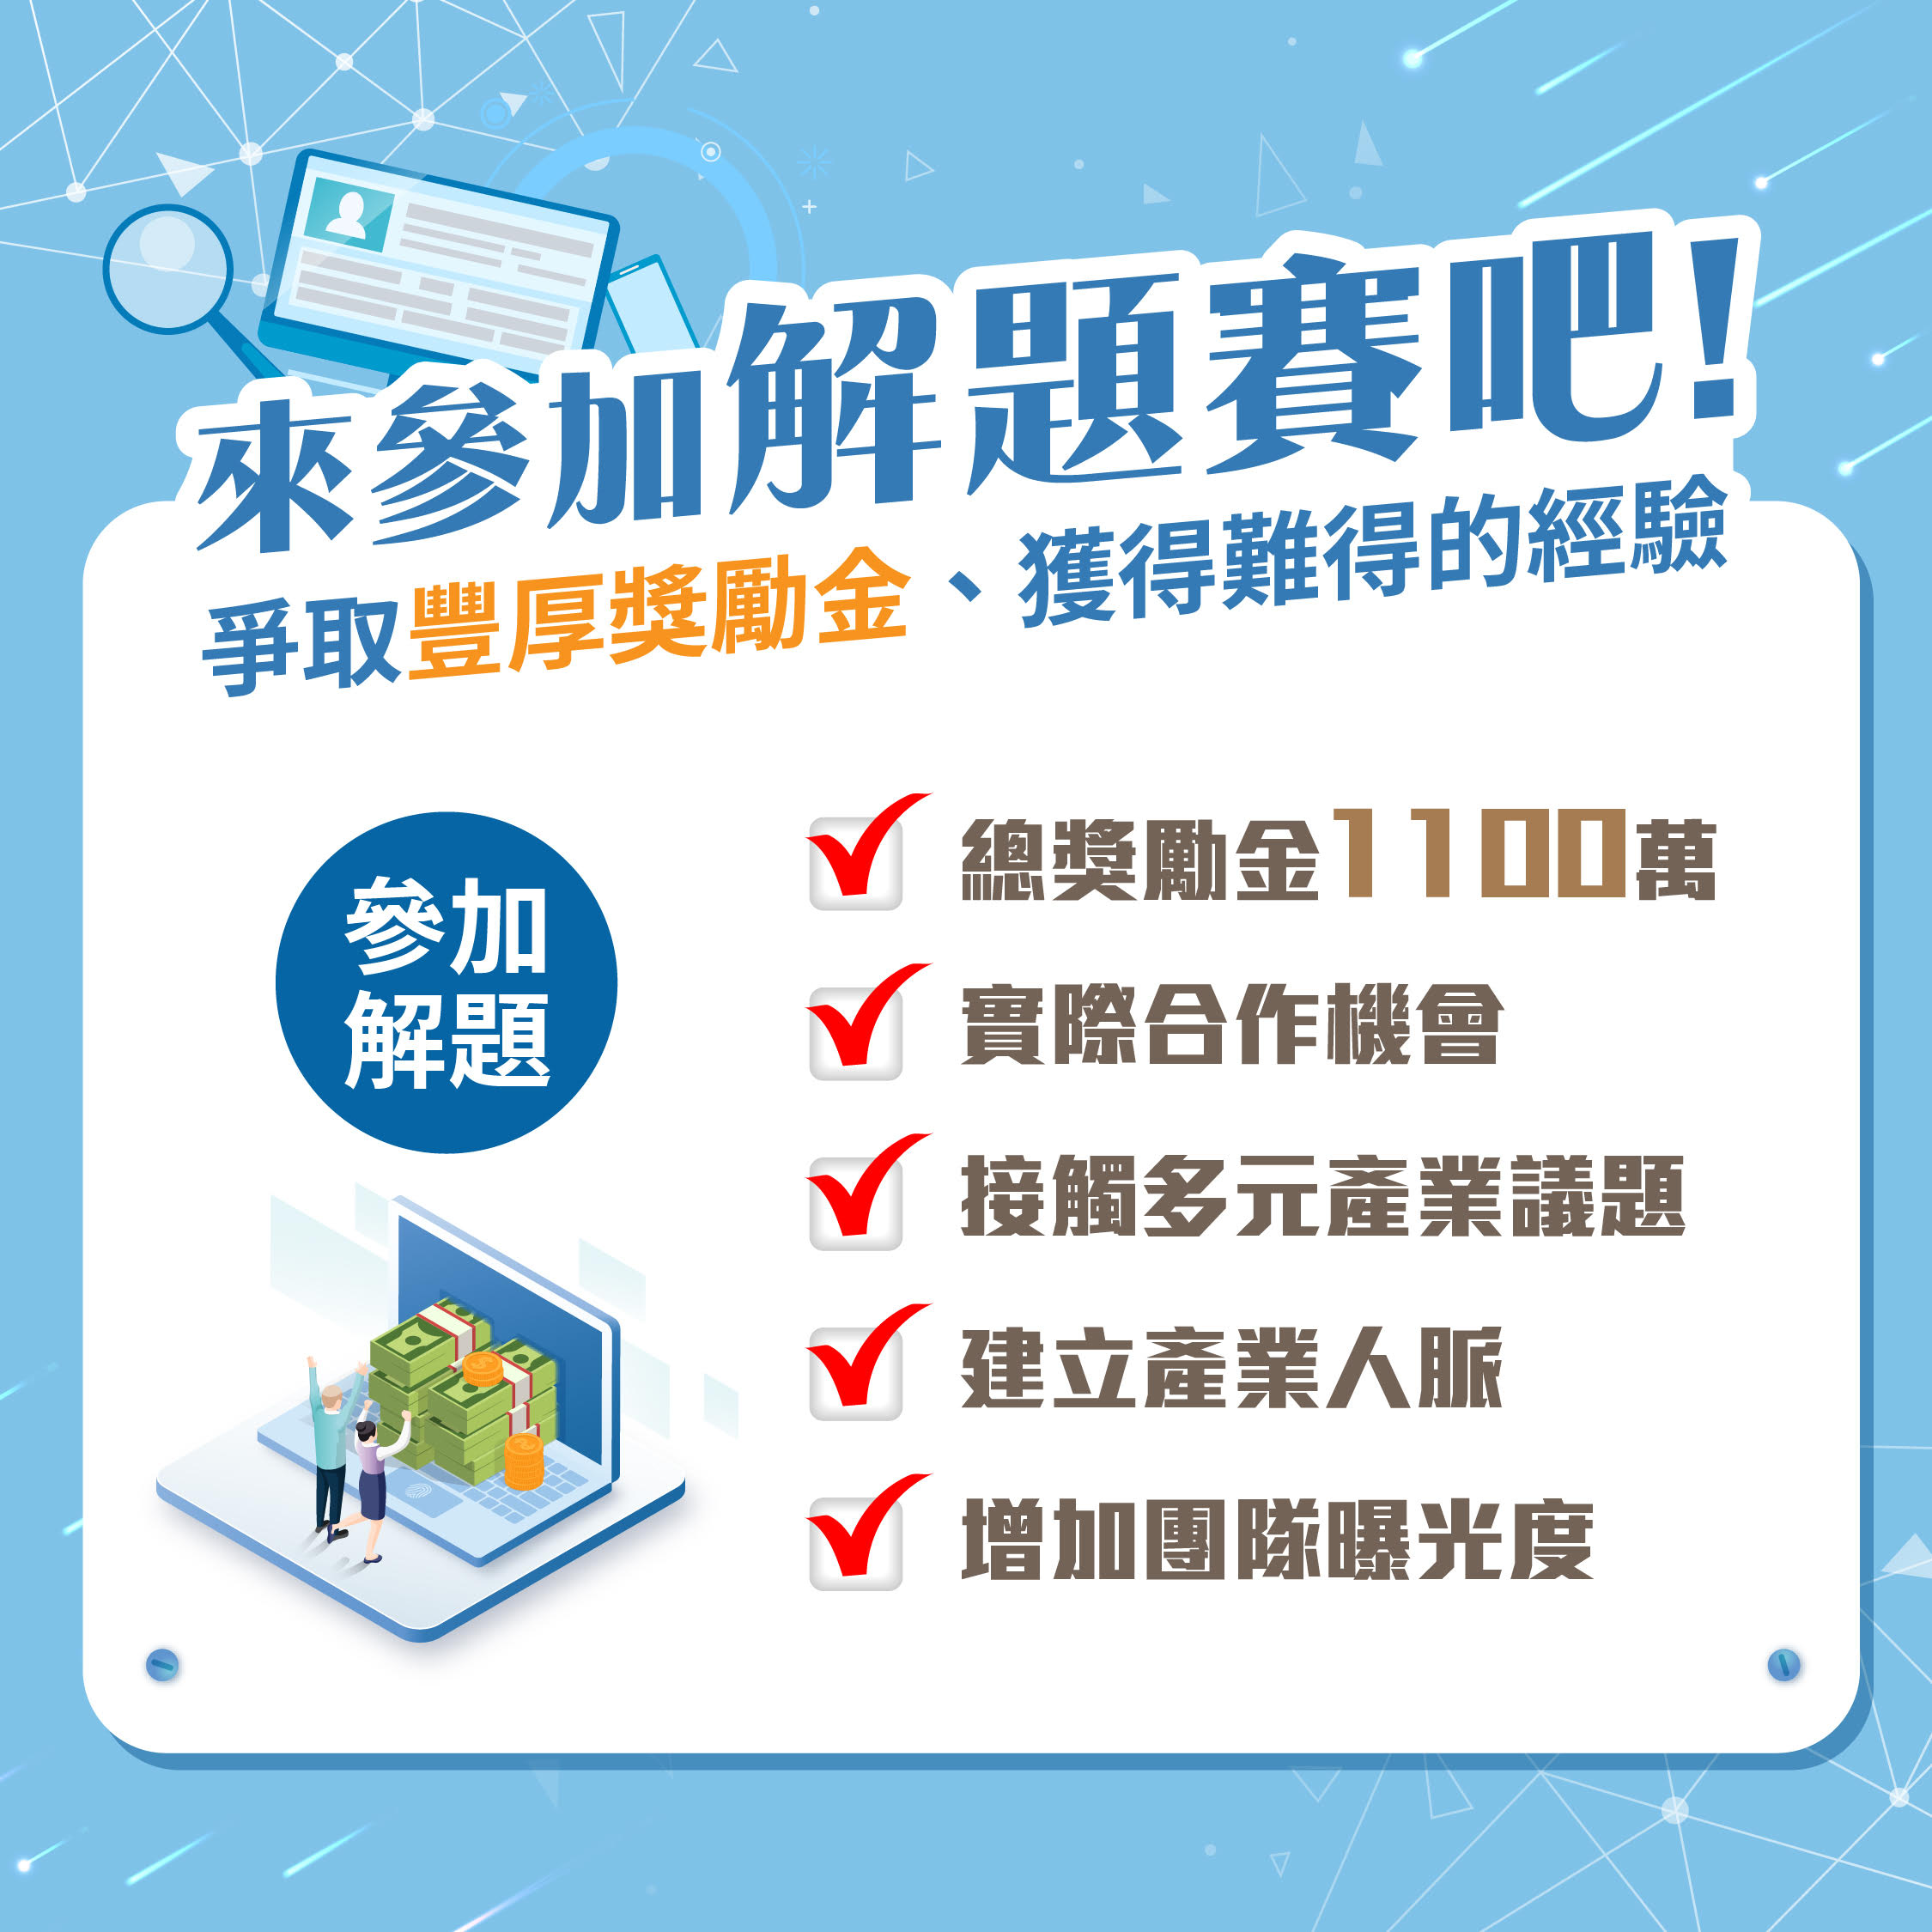 來參加解題賽吧!
爭取豐厚獎勵金、獲得難得的經驗
參加
解題
總獎勵金1100萬
實際合作機會
接觸多元產業議題
建立產業人脈
增加團隊曝光度